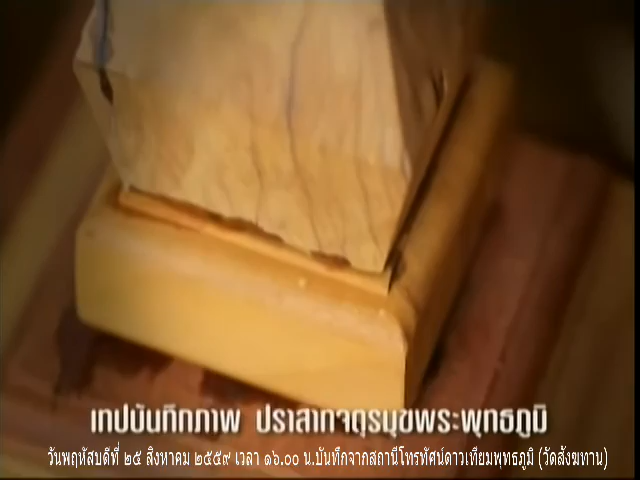 เทปบันทึกภาพ ปราสาทจตุรมุขพระพุทธภูมิ
วันพฤหัสบดีที่ ๒๕ สิงหาคม ๒๕๕๙ เวลา ๑๖.๐๐ น.บันทึกจากสถานีโทรทัศน์ดาวเทียมพุทธภูมิ (วัดสังฆทาน)